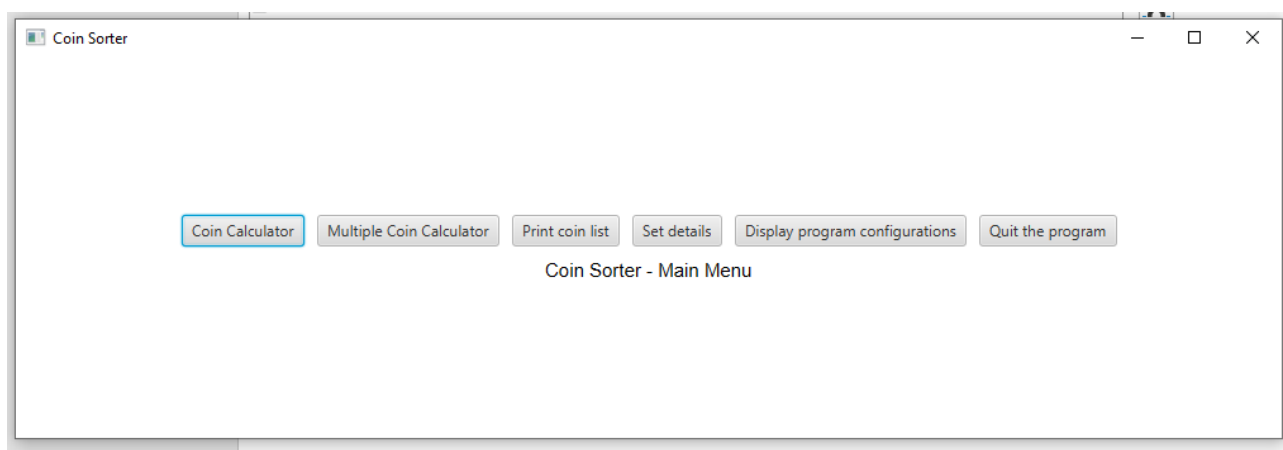 Coin Sorter
Coin Calculator Multiple Coin Calculator Print coin list Set details Display program configurations Quit the program
Coin Sorter - Main Menu